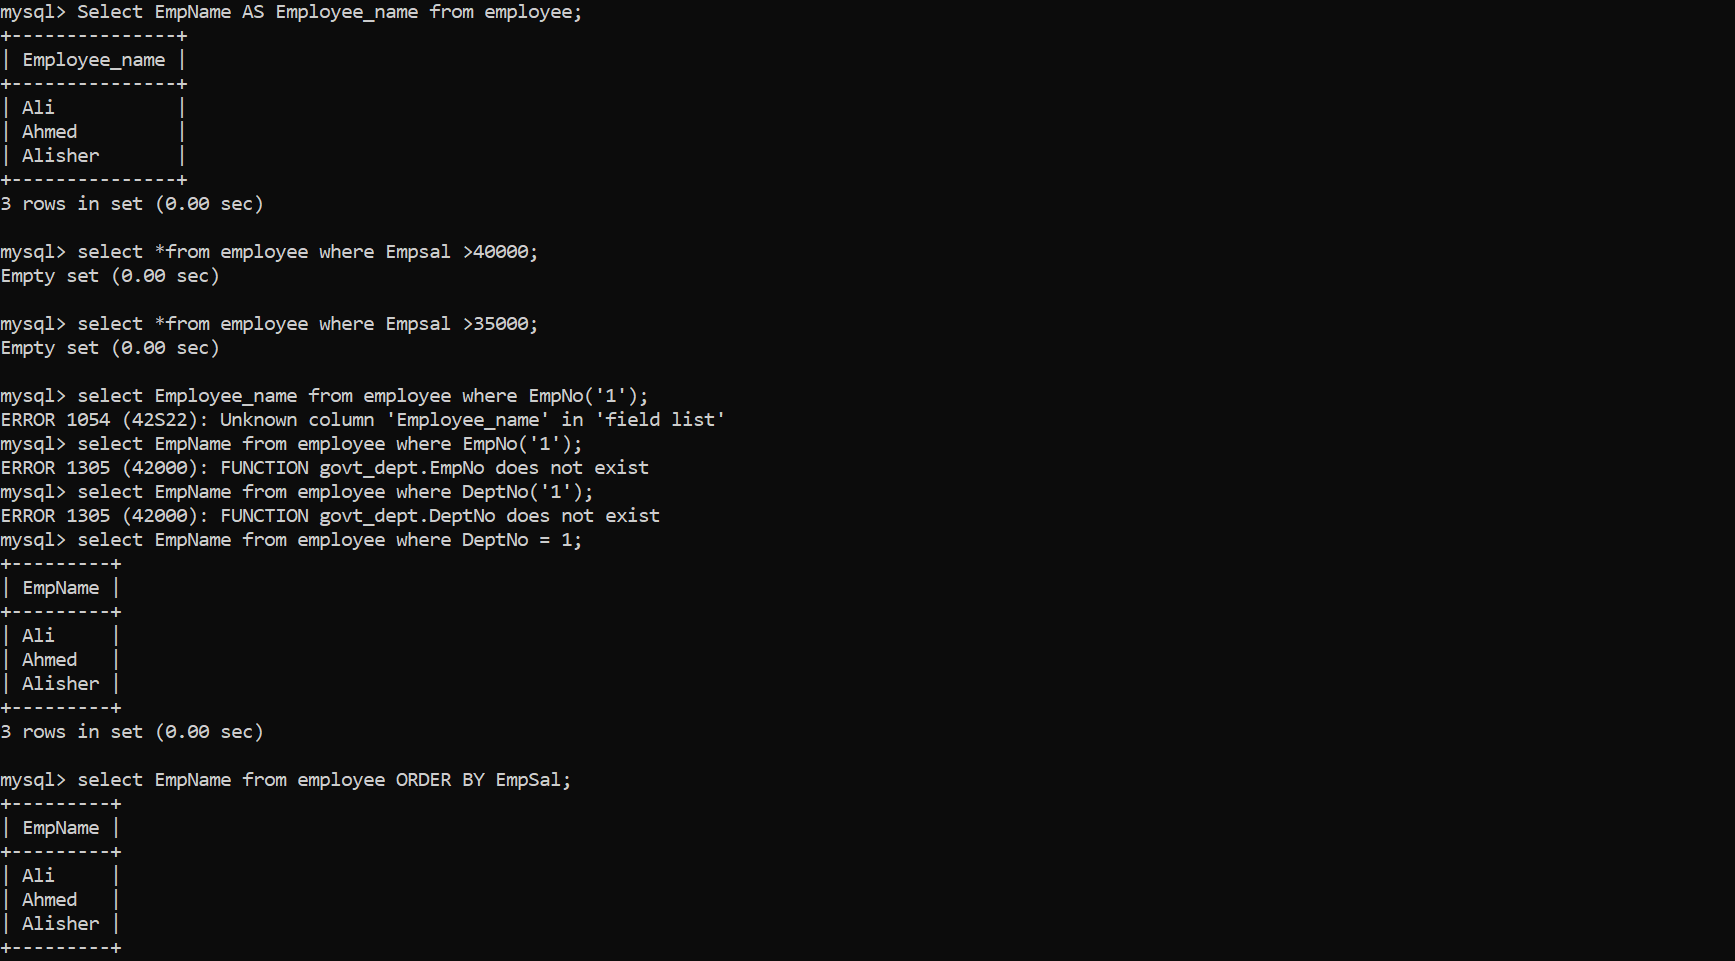 mysql> Select EmpName AS Employee_name from employee;
+---------------+
| Employee_name |
+---------------+
| Ali           |
| Ahmed         |
| Alisher       |
+---------------+
3 rows in set (0.00 sec)

mysql> select *from employee where Empsal >40000;
Empty set (0.00 sec)

mysql> select *from employee where Empsal >35000;
Empty set (0.00 sec)

mysql> select Employee_name from employee where EmpNo('1');
ERROR 1054 (42S22): Unknown column 'Employee_name' in 'field list'
mysql> select EmpName from employee where EmpNo('1');
ERROR 1305 (42000): FUNCTION govt_dept.EmpNo does not exist
mysql> select EmpName from employee where DeptNo('1');
ERROR 1305 (42000): FUNCTION govt_dept.DeptNo does not exist
mysql> select EmpName from employee where DeptNo = 1;
+---------+
| EmpName |
+---------+
| Ali     |
| Ahmed   |
| Alisher |
+---------+
3 rows in set (0.00 sec)

mysql> select EmpName from employee ORDER BY EmpSal;
+---------+
| EmpName |
+---------+
| Ali     |
| Ahmed   |
| Alisher |
+---------+